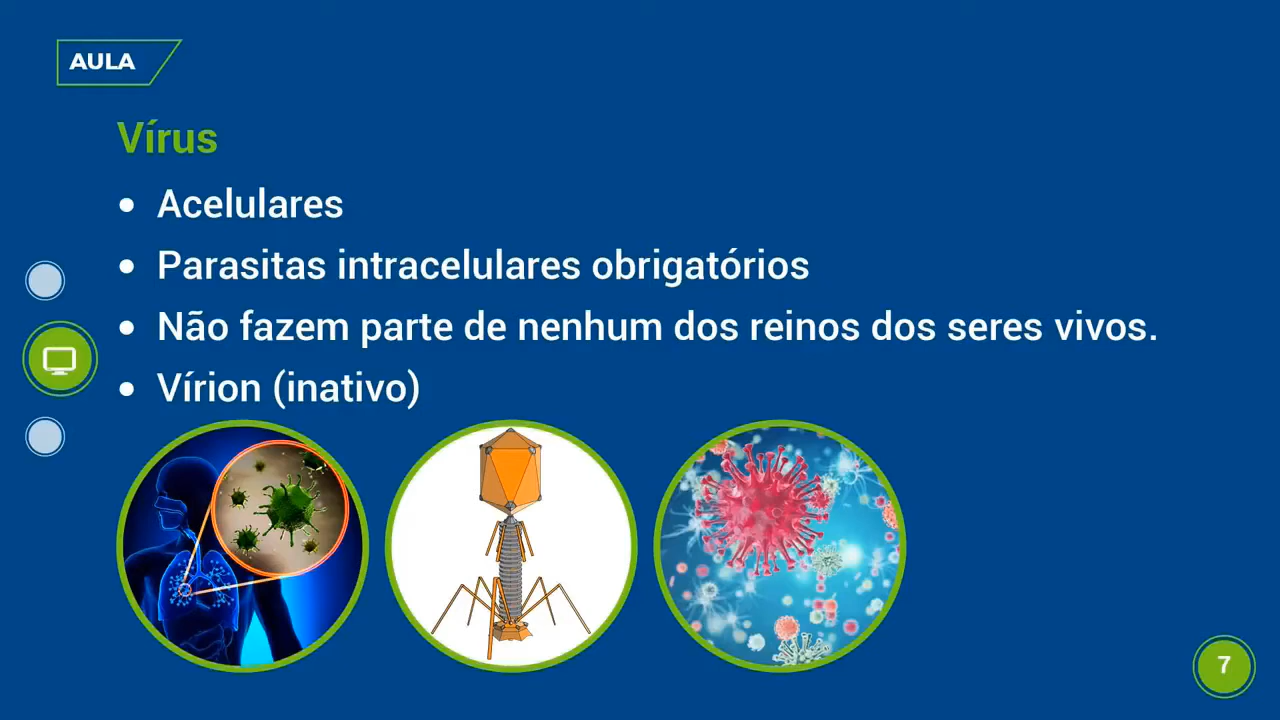 AULA
Vírus
• Acelulares
• Parasitas intracelulares obrigatórios
• Não fazem parte de nenhum dos reinos dos seres vivos.
• Vírion (inativo)
7